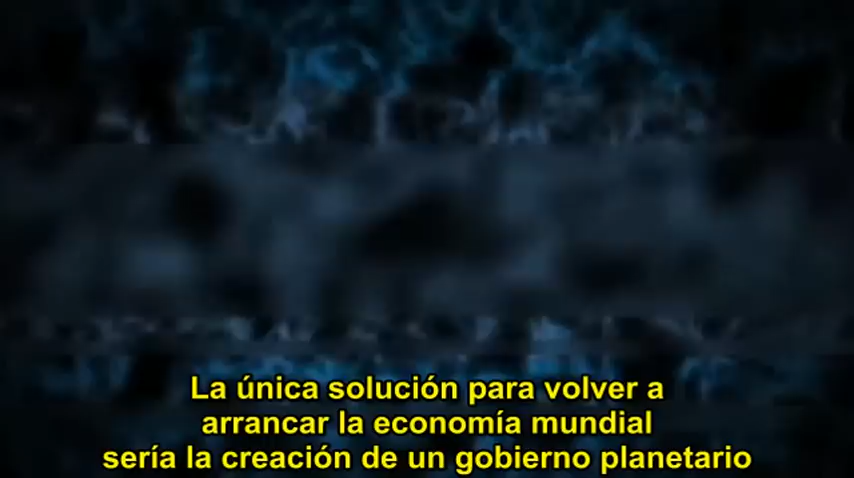 La única solución para volver a
arrancar la economía mundial
sería la creación de un gobierno planetario